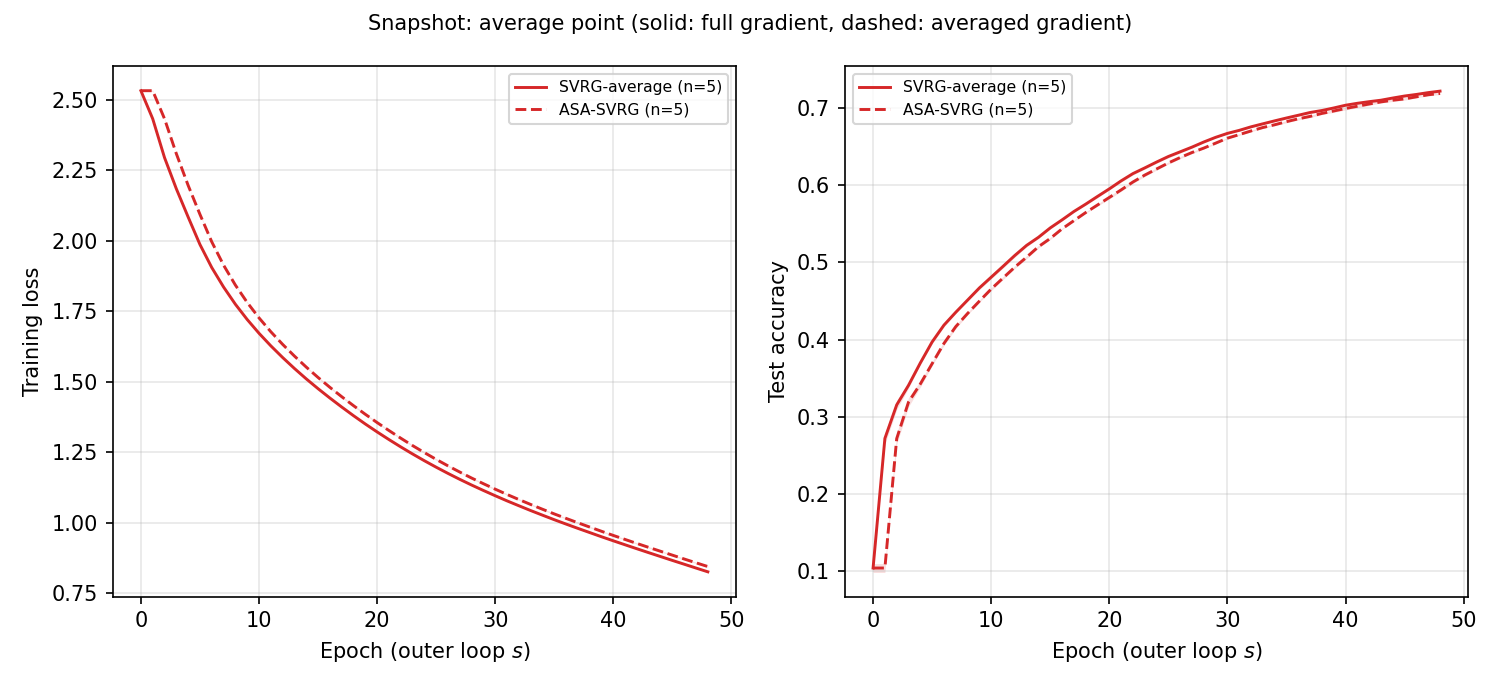 Snapshot: average point (solid: full gradient, dashed: averaged gradient)
SVRG-average (n=5)
ASA-SVRG (n=5)
Training loss
2.50
2.25
2.00
1.75
1.50
1.25
1.00
0.75
0 10 20 30 40 50
Epoch (outer loop s)
SVRG-average (n=5)
ASA-SVRG (n=5)
Test accuracy
0.7
0.6
0.5
0.4
0.3
0.2
0.1
0 10 20 30 40 50
Epoch (outer loop s)